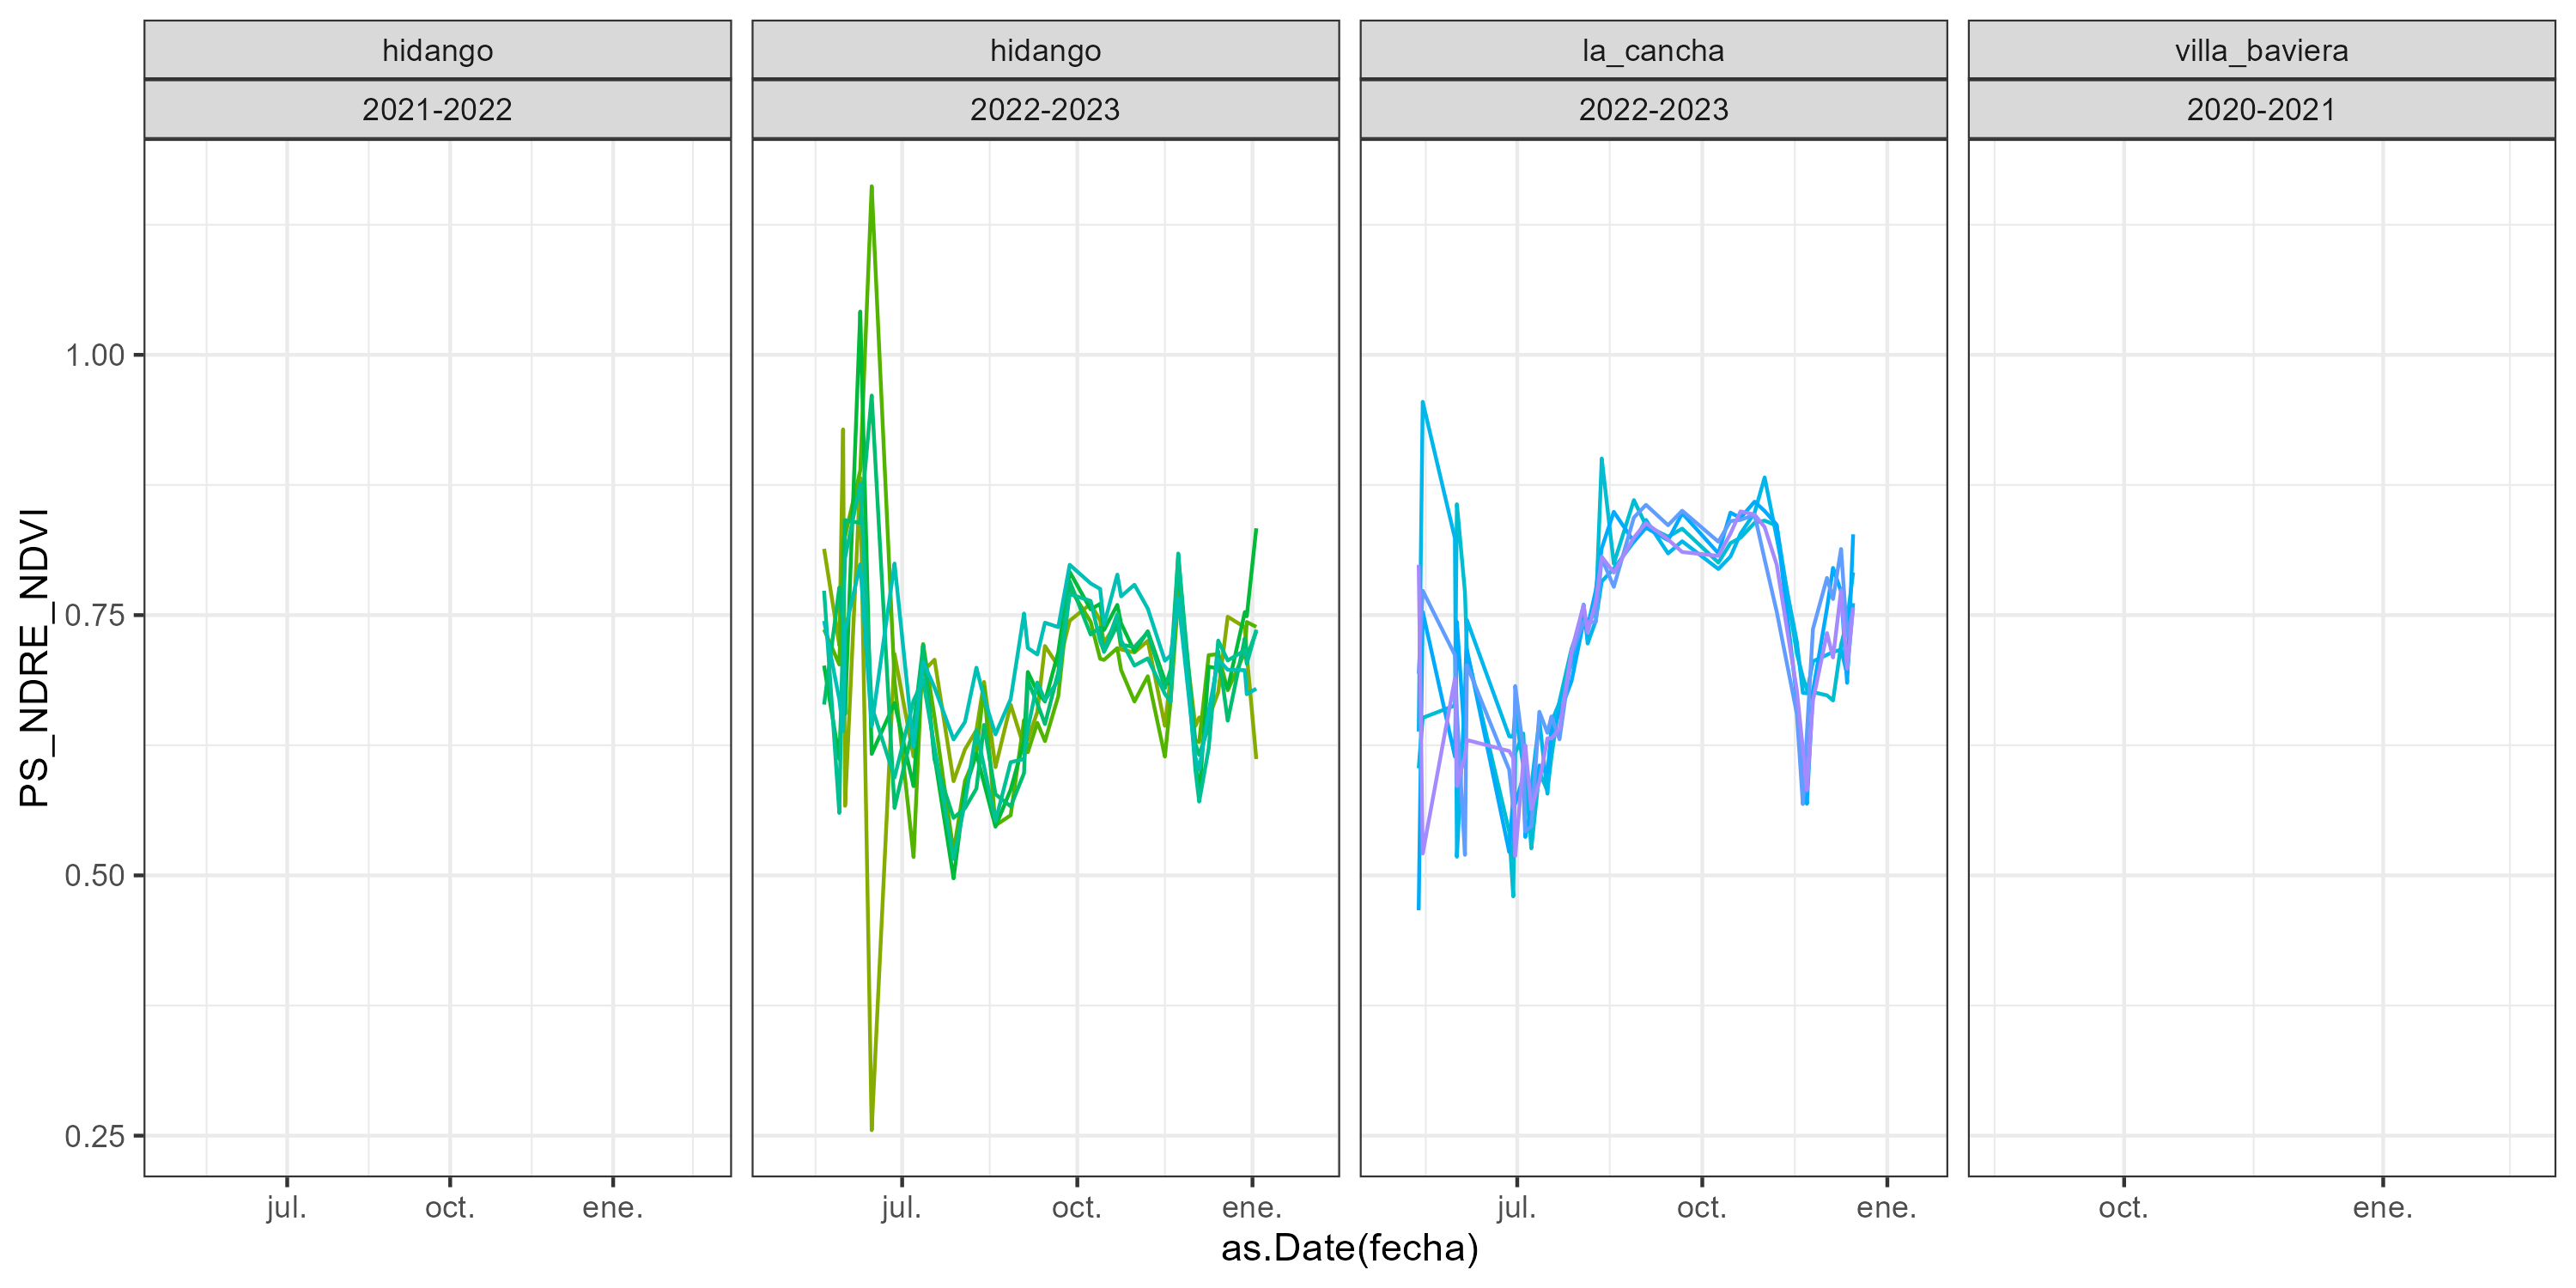 hidango hidango la_cancha villa_baviera
2021-2022 2022-2023 2022-2023 2020-2021
PS_NDRE_NDVI
1.00
0.75
0.50
0.25
jul. oct. ene. jul. oct. ene. jul. oct. ene. oct. ene.
as.Date(fecha)